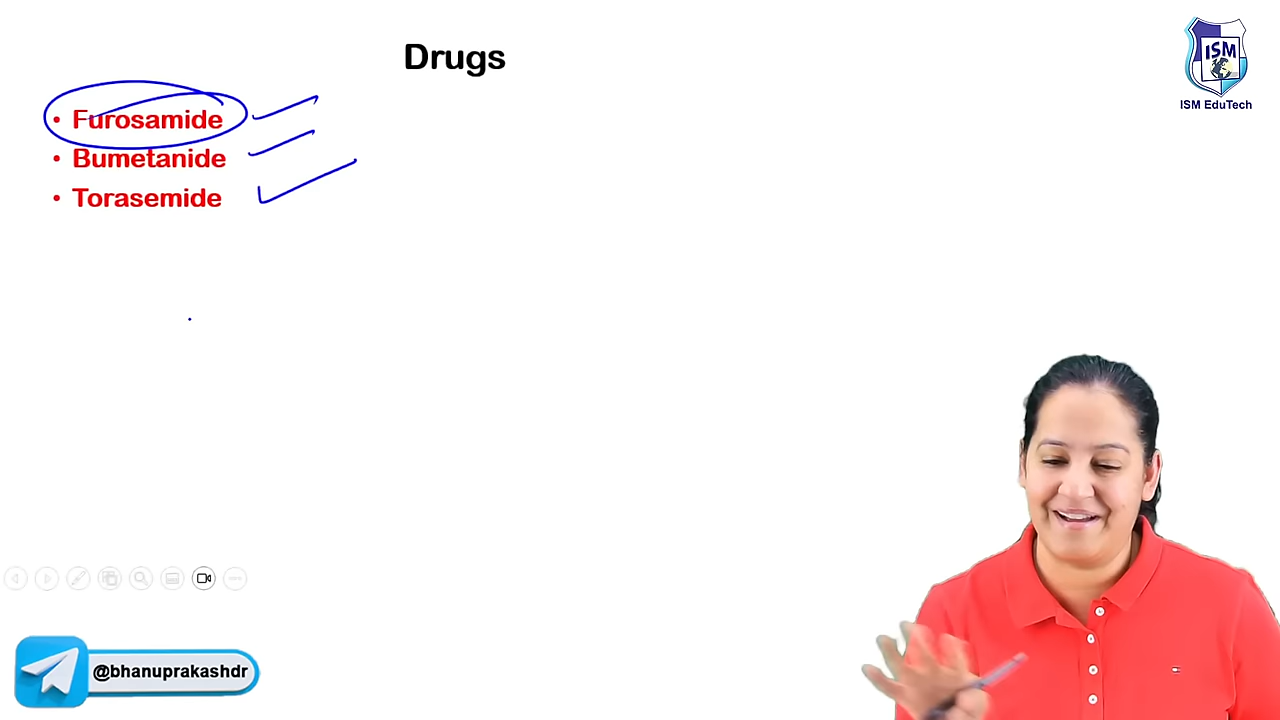 Drugs
ISM
ISM EduTech
• Furosamide
• Bumetanide
• Torasemide
@bhanuprakashdr